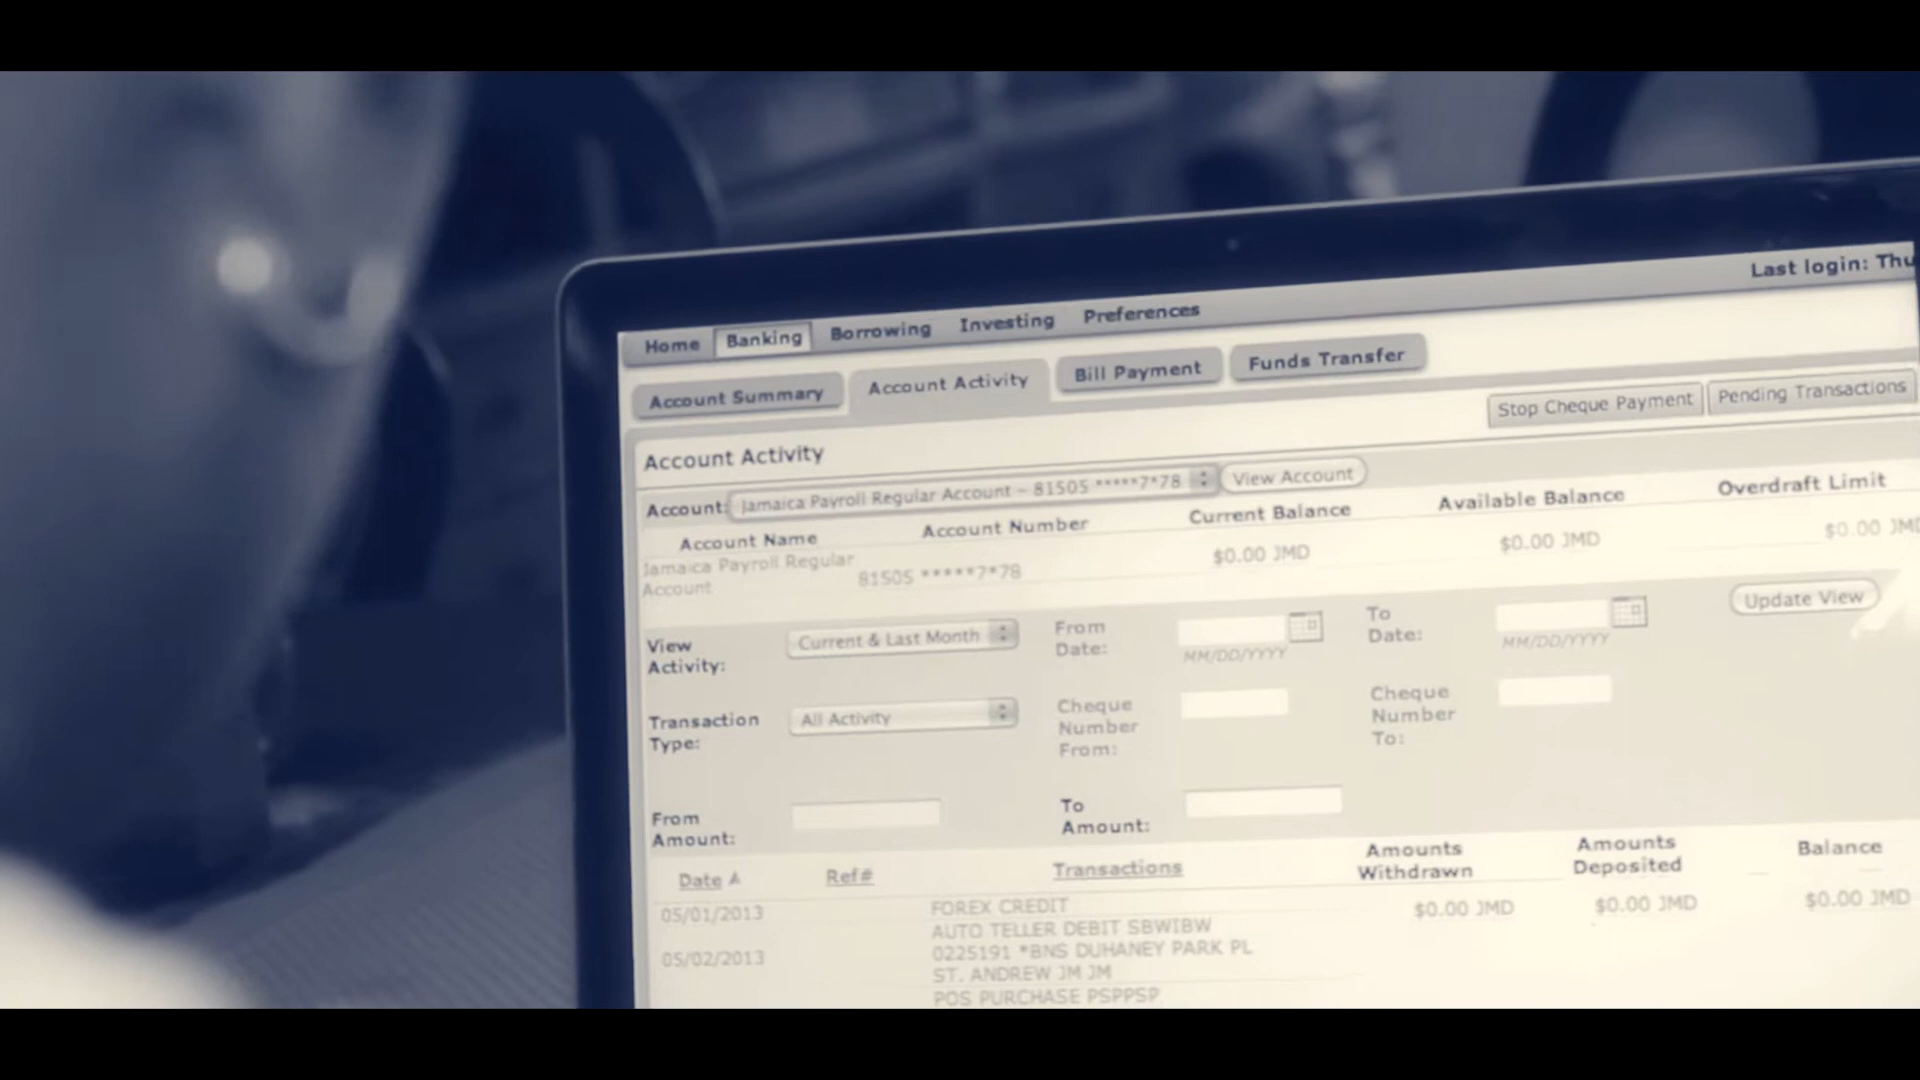 Last login: Thu
Home Banking Borrowing Investing Preferences
Account Summary Account Activity Bill Payment Funds Transfer
Stop Cheque Payment Pending Transactions
Account Activity
Account: Jamaica Payroll Regular Account - 81505 *****7*78 View Account
Account Name Account Number Current Balance Available Balance Overdraft Limit
Jamaica Payroll Regular
Account 81505 *****7*78 $0.00 JMD $0.00 JMD $0.00 JMD
View
Activity: Current & Last Month From
Date: MM/DD/YYYY To
Date: MM/DD/YYYY Update View
Transaction
Type: All Activity Cheque
Number
From: Cheque
Number
To:
From
Amount: To
Amount:
Date Ref# Transactions Amounts
Withdrawn Amounts
Deposited Balance
05/01/2013 FOREX CREDIT $0.00 JMD $0.00 JMD $0.00 JMD
AUTO TELLER DEBIT SBWIBW
05/02/2013 0225191 *BNS DUHANEY PARK PL
ST. ANDREW JM JM
POS PURCHASE PSPPSP